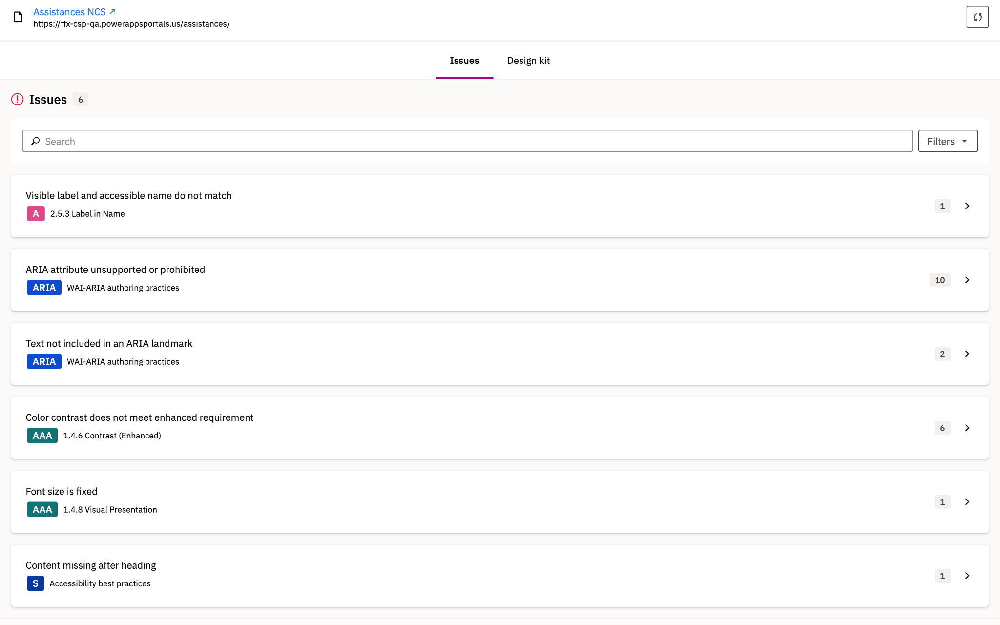 Assistances NCS ↗
https://ffx-csp-qa.powerappsportals.us/assistances/
Issues
Design kit
Issues 6
Search
Filters
Visible label and accessible name do not match
A 2.5.3 Label in Name
1
ARIA attribute unsupported or prohibited
ARIA WAI-ARIA authoring practices
10
Text not included in an ARIA landmark
ARIA WAI-ARIA authoring practices
2
Color contrast does not meet enhanced requirement
AAA 1.4.6 Contrast (Enhanced)
6
Font size is fixed
AAA 1.4.8 Visual Presentation
1
Content missing after heading
S Accessibility best practices
1